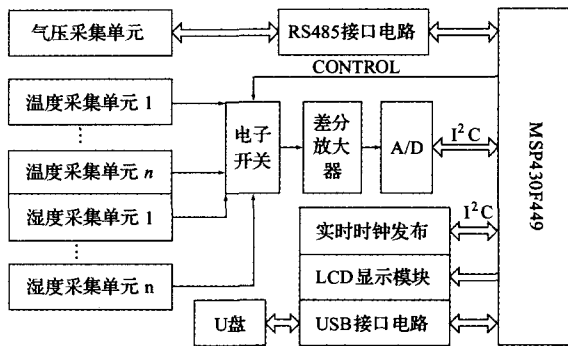 气压采集单元
RS485接口电路
CONTROL
温度采集单元 1
温度采集单元 n
湿度采集单元 1
湿度采集单元 n
电子
开关
差分
放大
器
A/D
I²C
MSP430F449
实时时钟发布
I²C
LCD显示模块
U盘
USB接口电路